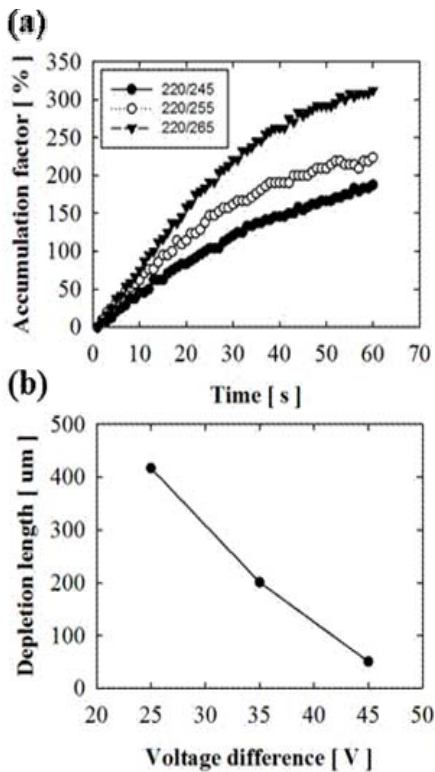 (a)
Accumulation factor [ % ]
350
300
250
200
150
100
50
0
220/245
220/255
220/265
0 10 20 30 40 50 60 70
Time [ s ]
(b)
Depletion length [ um ]
500
400
300
200
100
0
20 25 30 35 40 45 50
Voltage difference [ V ]